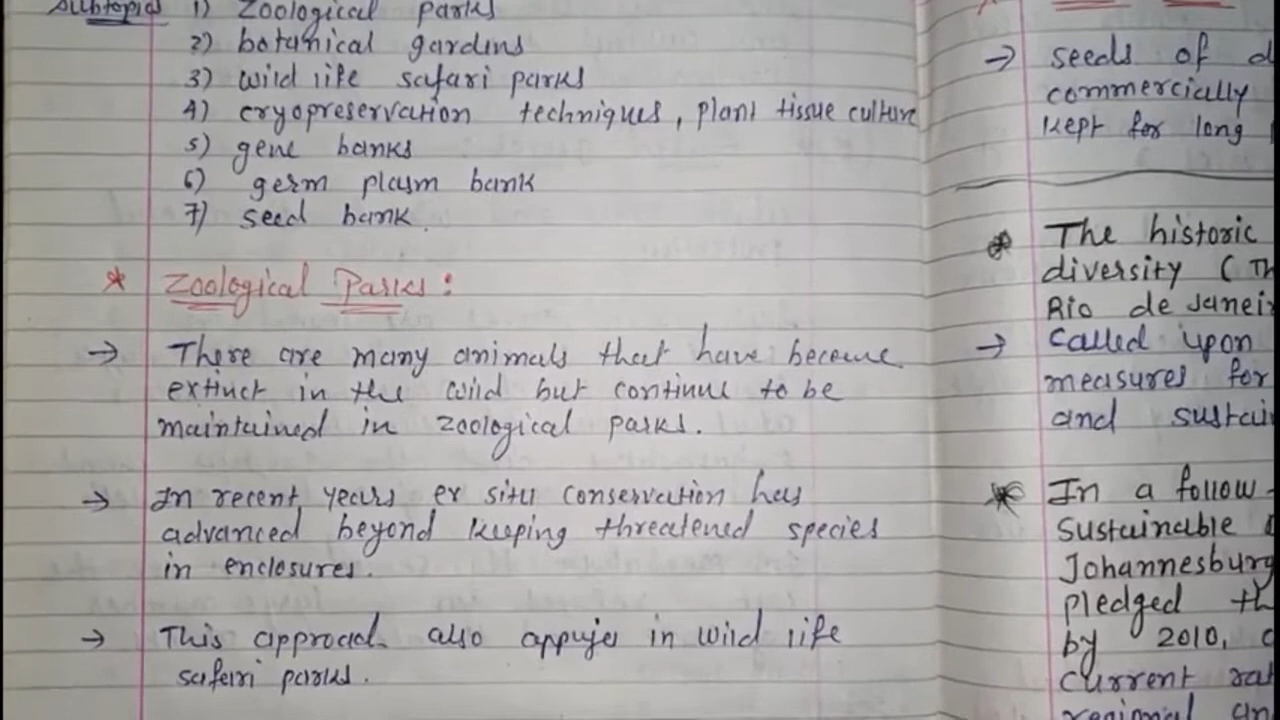 Subtopics 1) Zoological parks
2) botanical gardens
3) wild life safari parks
4) cryopreservation techniques, plant tissue culture
5) gene banks
6) germ plasm bank
7) seed bank.
* Zoological Parks :
→ There are many animals that have become
extinct in the wild but continue to be
maintained in zoological parks.
→ In recent years ex situ conservation has
advanced beyond keeping threatened species
in enclosures.
→ This approach also
in wild life
safari parks.
→ seeds of d
commercially
kept for long
* The historic
diversity (Th
Rio de Janeir
→ Called upon
measures for
and sustai
* In a follow-
Sustainable D
Johannesburg
pledged th
by 2010, a
current rat
regional an